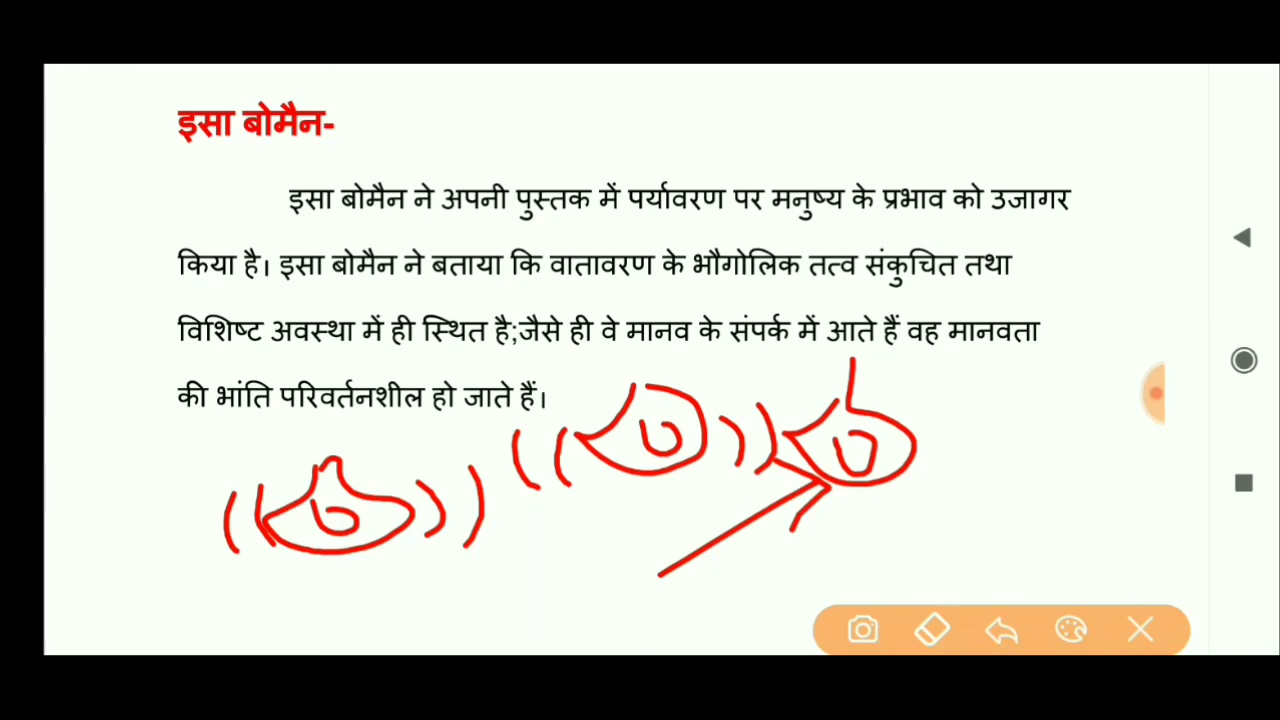 इसा बोमैन-
इसा बोमैन ने अपनी पुस्तक में पर्यावरण पर मनुष्य के प्रभाव को उजागर
किया है। इसा बोमैन ने बताया कि वातावरण के भौगोलिक तत्व संकुचित तथा
विशिष्ट अवस्था में ही स्थित है;जैसे ही वे मानव के संपर्क में आते हैं वह मानवता
की भांति परिवर्तनशील हो जाते हैं।